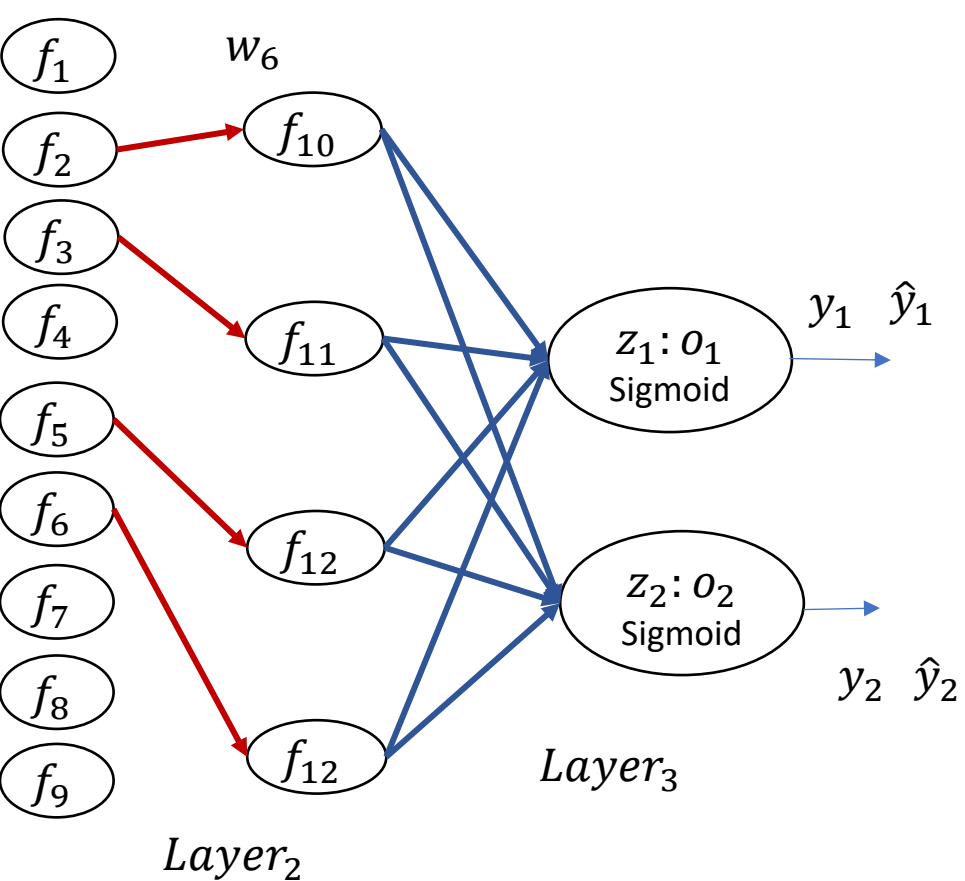 f₁
f₂
f₃
f₄
f₅
f₆
f₇
f₈
f₉
w₆
f₁₀
f₁₁
f₁₂
f₁₂
Layer₂
z₁: o₁
Sigmoid
z₂: o₂
Sigmoid
Layer₃
y₁ ŷ₁
y₂ ŷ₂